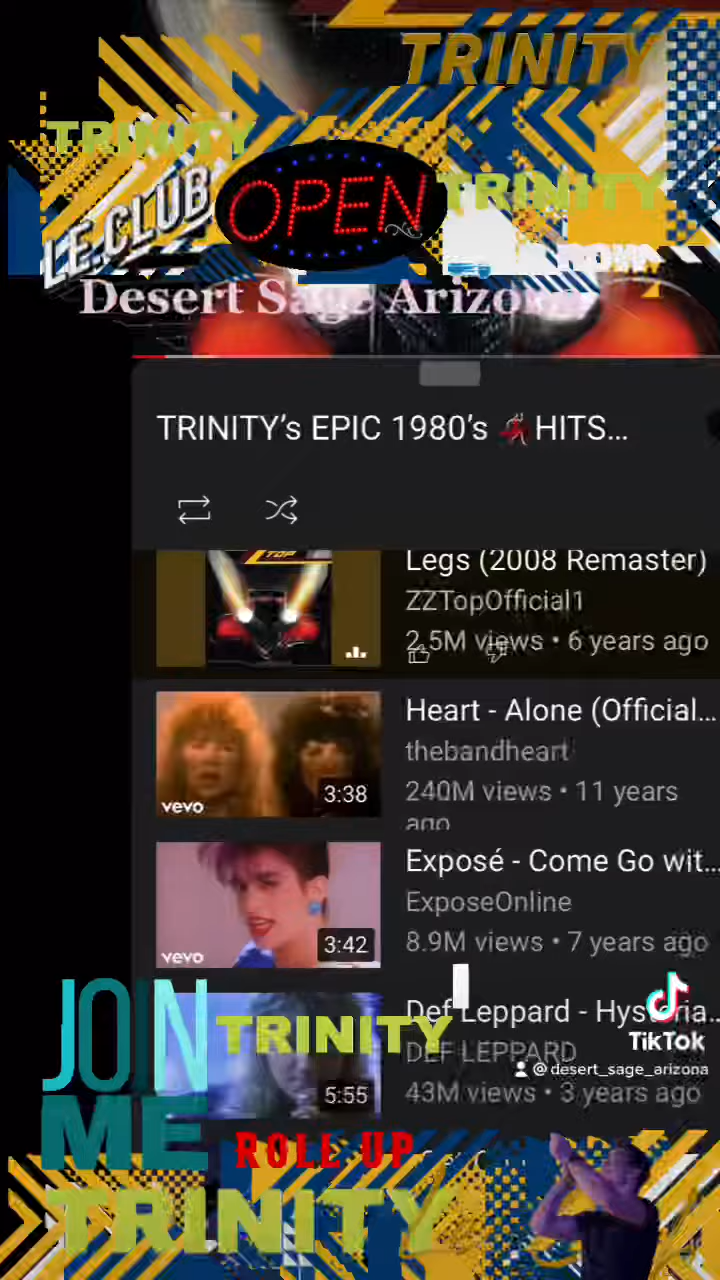 TRINITY
TRINITY
LE.CLUB
OPEN
TRINITY
Desert Sage Arizona
TRINITY’s EPIC 1980’s HITS...
TOP
Legs (2008 Remaster)
ZZTopOfficial1
2.5M views • 6 years ago
Heart - Alone (Official...
thebandheart
240M views • 11 years
ago
vevo
3:38
Exposé - Come Go wit...
ExposeOnline
8.9M views • 7 years ago
vevo
3:42
Def Leppard - Hysteria...
DEF LEPPARD
43M views • 3 years ago
5:55
TikTok
@desert_sage_arizona
JOIN
TRINITY
ME
ROLL UP
TRINITY